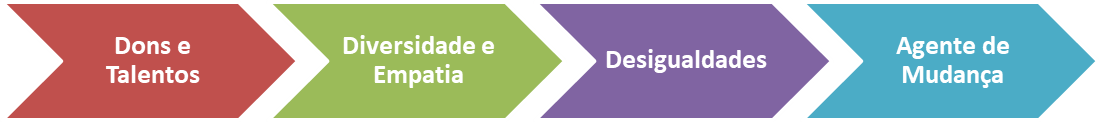 Dons e
Talentos
Diversidade e
Empatia
Desigualdades
Agente de
Mudança